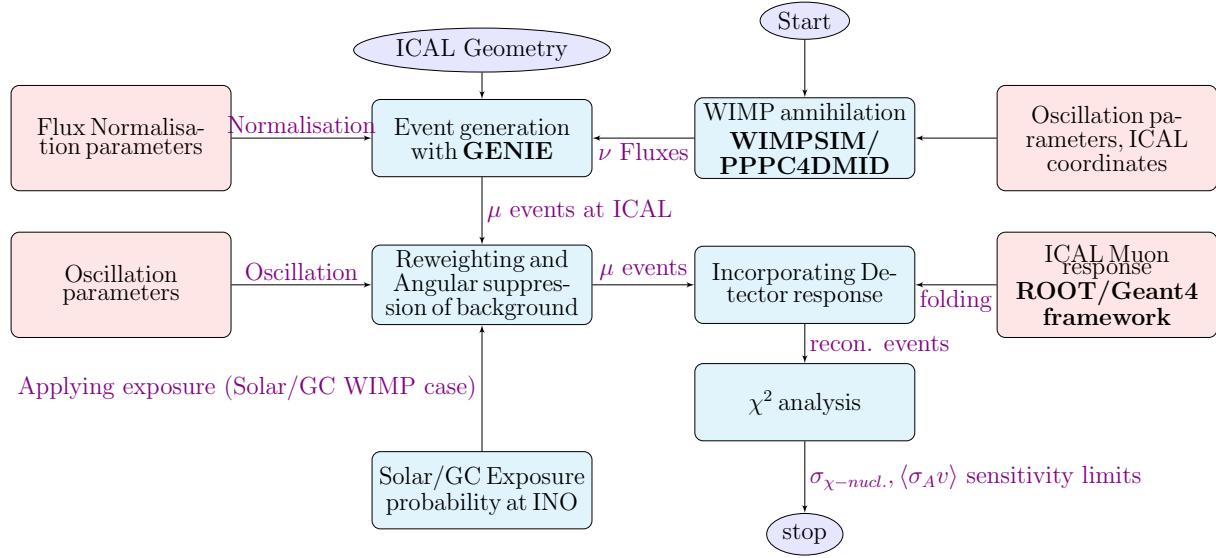 Start
ICAL Geometry
Flux Normalisa-
tion parameters
Normalisation
Event generation
with GENIE
ν Fluxes
WIMP annihilation
WIMPSIM/
PPPC4DMID
Oscillation pa-
rameters, ICAL
coordinates
μ events at ICAL
Oscillation
parameters
Oscillation
Reweighting and
Angular suppres-
sion of background
μ events
Incorporating De-
tector response
folding
ICAL Muon
response
ROOT/Geant4
framework
recon. events
Applying exposure (Solar/GC WIMP case)
χ² analysis
Solar/GC Exposure
probability at INO
σ_{χ−nucl.}, ⟨σ_A v⟩ sensitivity limits
stop